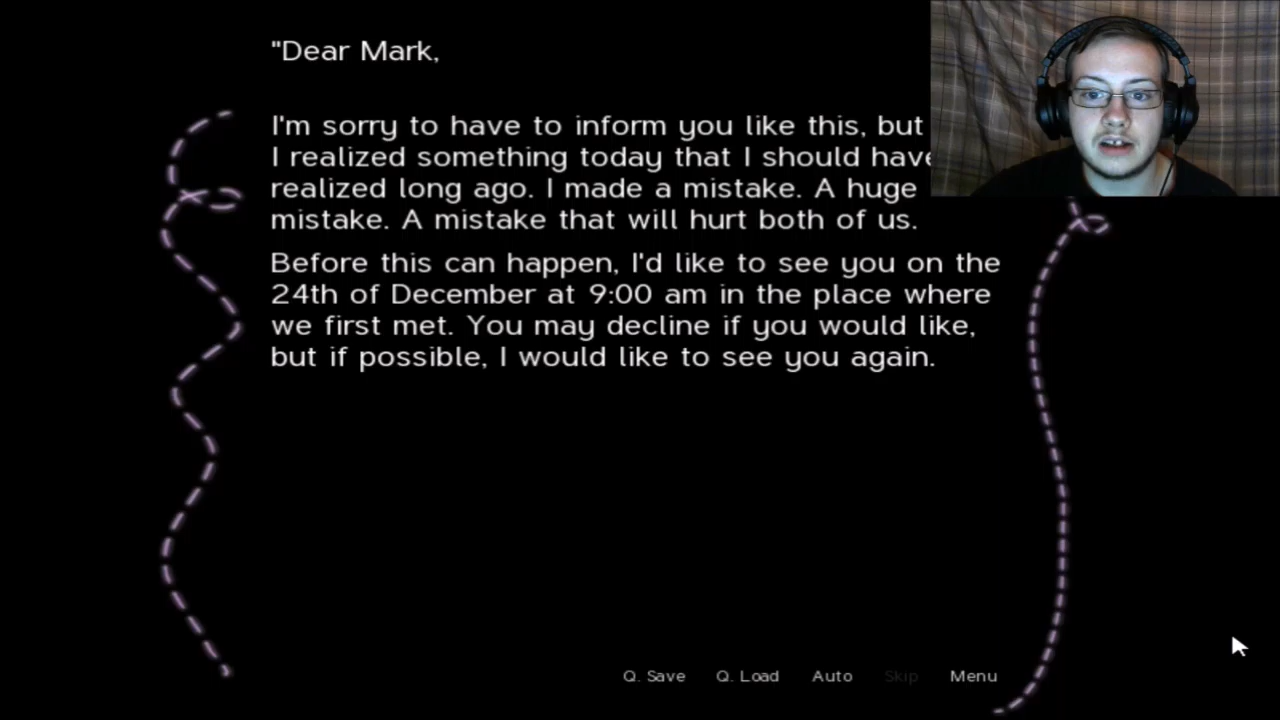 "Dear Mark,
I'm sorry to have to inform you like this, but
I realized something today that I should have
realized long ago. I made a mistake. A huge
mistake. A mistake that will hurt both of us.
Before this can happen, I'd like to see you on the
24th of December at 9:00 am in the place where
we first met. You may decline if you would like,
but if possible, I would like to see you again.
Q. Save Q. Load Auto Skip Menu